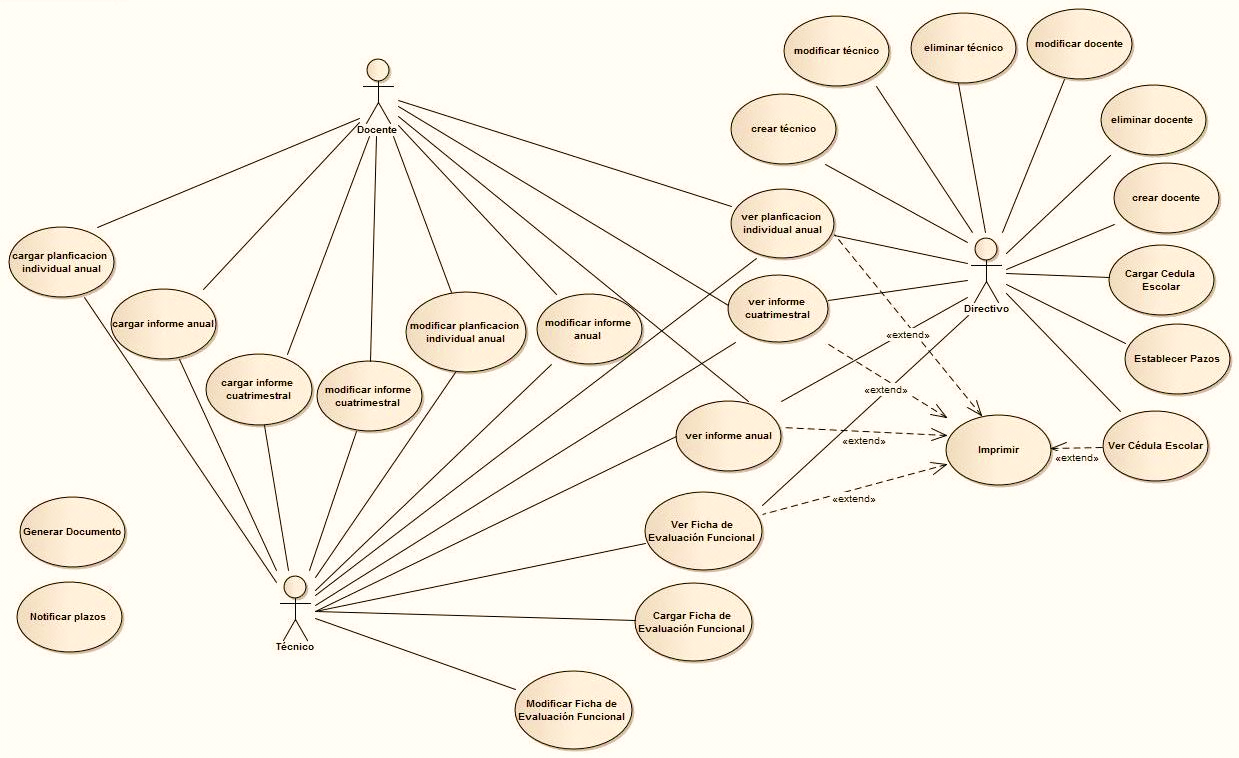 modificar técnico
eliminar técnico
modificar docente
crear técnico
eliminar docente
Docente
ver planficacion
individual anual
crear docente
cargar planficacion
individual anual
Cargar Cedula
Escolar
ver informe
cuatrimestral
Directivo
cargar informe anual
modificar planficacion
individual anual
modificar informe
anual
«extend»
Establecer Pazos
cargar informe
cuatrimestral
modificar informe
cuatrimestral
«extend»
ver informe anual
«extend»
Imprimir
«extend»
Ver Cédula Escolar
«extend»
Generar Documento
Ver Ficha de
Evaluación Funcional
Notificar plazos
Técnico
Cargar Ficha de
Evaluación Funcional
Modificar Ficha de
Evaluación Funcional